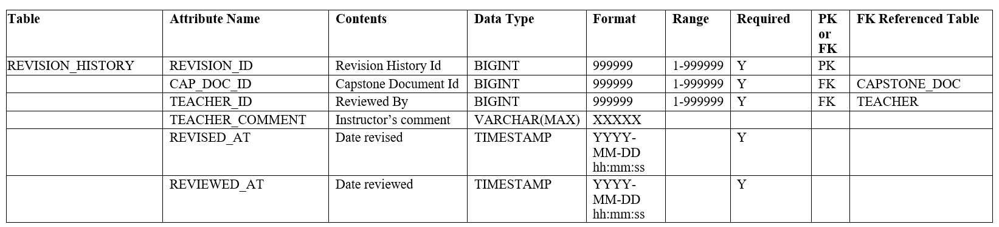 Table Attribute Name Contents Data Type Format Range Required PK or FK FK Referenced Table
REVISION_HISTORY REVISION_ID Revision History Id BIGINT 999999 1-999999 Y PK
CAP_DOC_ID Capstone Document Id BIGINT 999999 1-999999 Y FK CAPSTONE_DOC
TEACHER_ID Reviewed By BIGINT 999999 1-999999 Y FK TEACHER
TEACHER_COMMENT Instructor’s comment VARCHAR(MAX) XXXXX
REVISED_AT Date revised TIMESTAMP YYYY-
MM-DD
hh:mm:ss Y
REVIEWED_AT Date reviewed TIMESTAMP YYYY-
MM-DD
hh:mm:ss Y